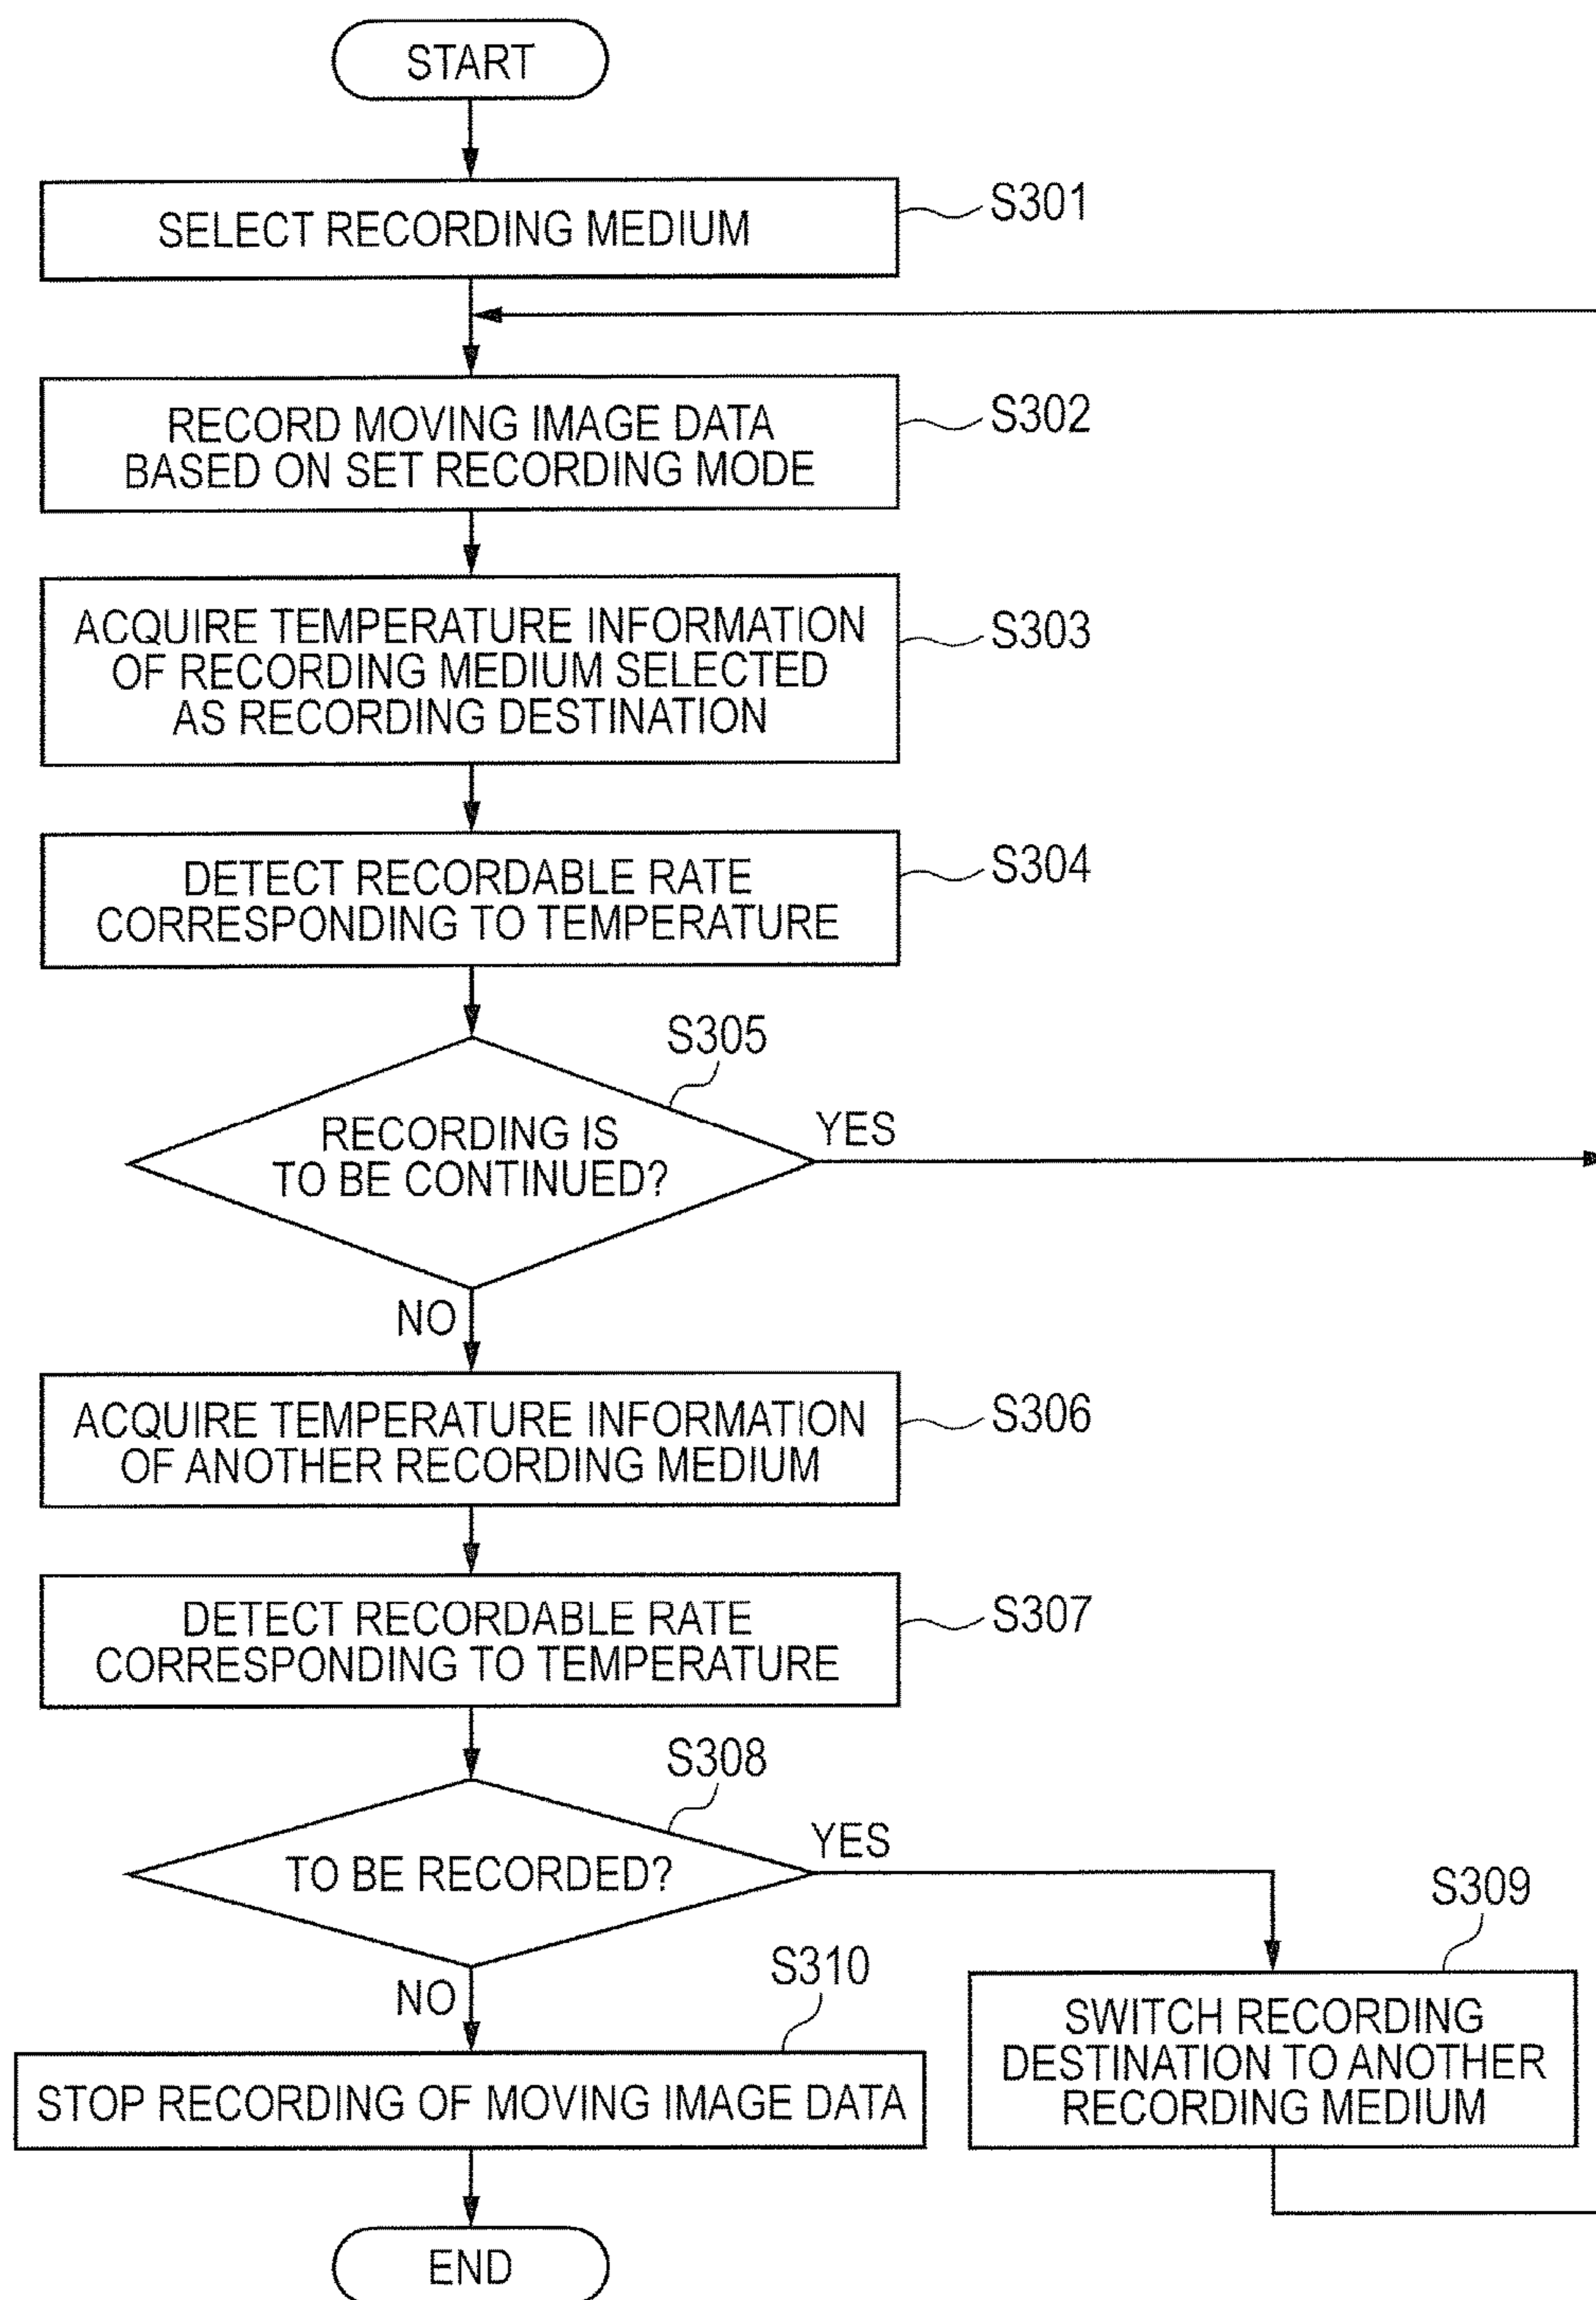 START
SELECT RECORDING MEDIUM
S301
RECORD MOVING IMAGE DATA
BASED ON SET RECORDING MODE
S302
ACQUIRE TEMPERATURE INFORMATION
OF RECORDING MEDIUM SELECTED
AS RECORDING DESTINATION
S303
DETECT RECORDABLE RATE
CORRESPONDING TO TEMPERATURE
S304
S305
RECORDING IS
TO BE CONTINUED?
YES
NO
ACQUIRE TEMPERATURE INFORMATION
OF ANOTHER RECORDING MEDIUM
S306
DETECT RECORDABLE RATE
CORRESPONDING TO TEMPERATURE
S307
S308
TO BE RECORDED?
YES
S309
SWITCH RECORDING
DESTINATION TO ANOTHER
RECORDING MEDIUM
NO
S310
STOP RECORDING OF MOVING IMAGE DATA
END